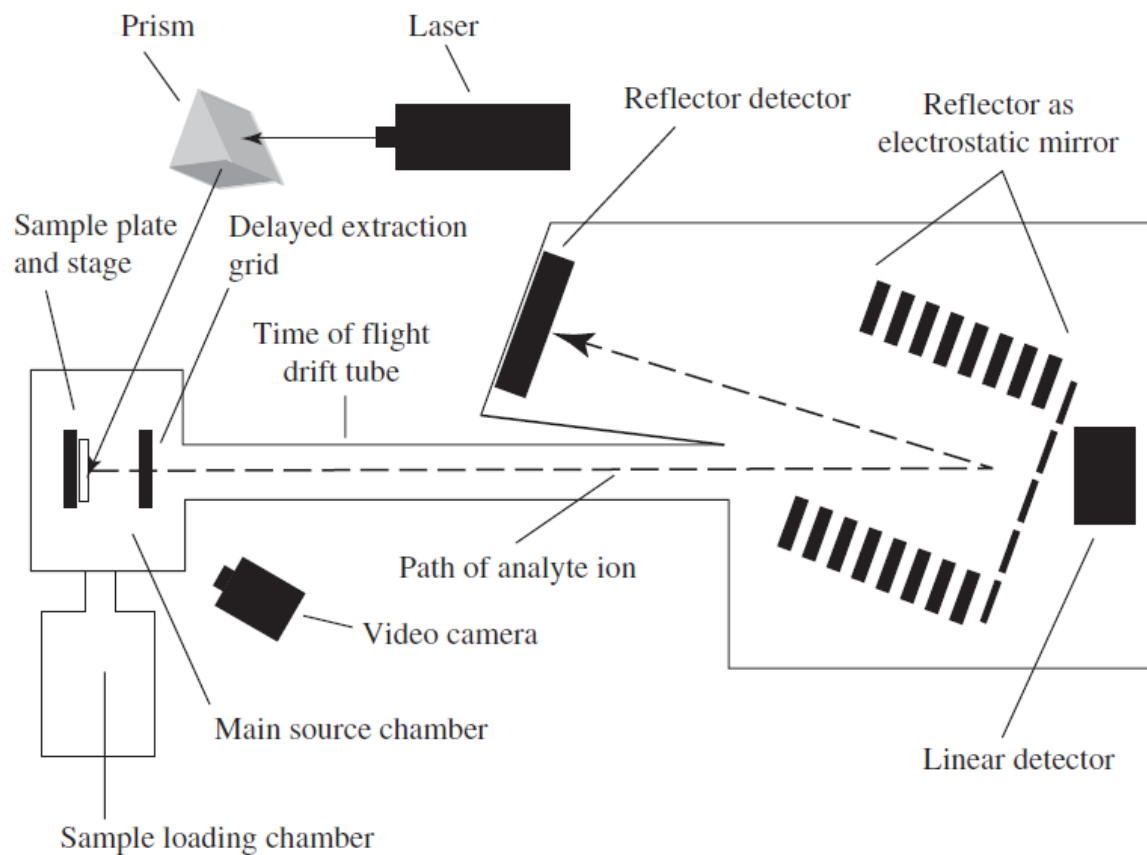 Prism
Laser
Reflector detector
Reflector as
electrostatic mirror
Sample plate
and stage
Delayed extraction
grid
Time of flight
drift tube
Path of analyte ion
Video camera
Main source chamber
Linear detector
Sample loading chamber